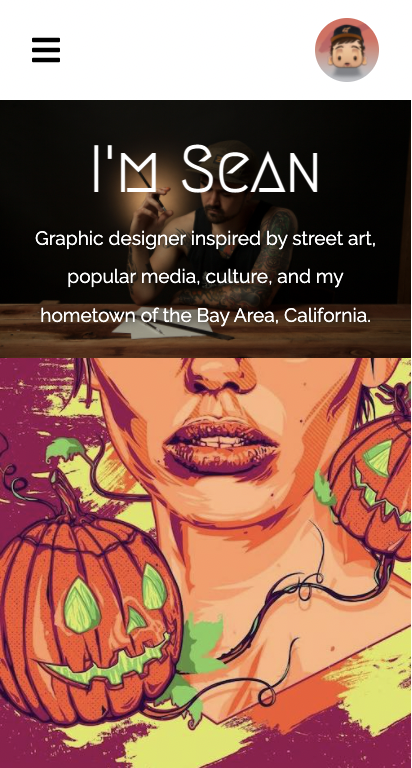 I'm Sean
Graphic designer inspired by street art,
popular media, culture, and my
hometown of the Bay Area, California.